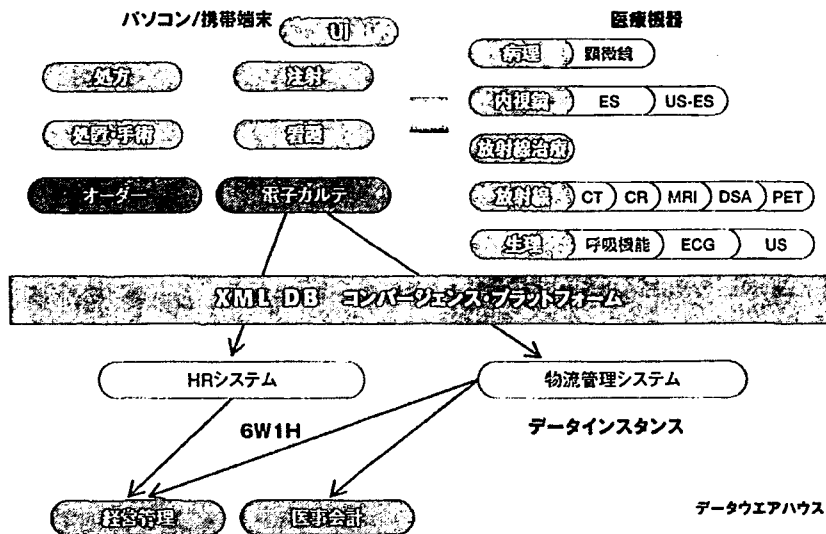 パソコン/携帯端末
UI
医療機器
処方
注射
病理 顕微鏡
内視鏡 ES US-ES
処置・手術
看護
放射線治療
オーダー
電子カルテ
放射線 CT CR MRI DSA PET
生理 呼吸機能 ECG US
XML DB コンバージェンス・プラットフォーム
HRシステム
物流管理システム
6W1H
データインスタンス
経営管理
医事会計
データウエアハウス